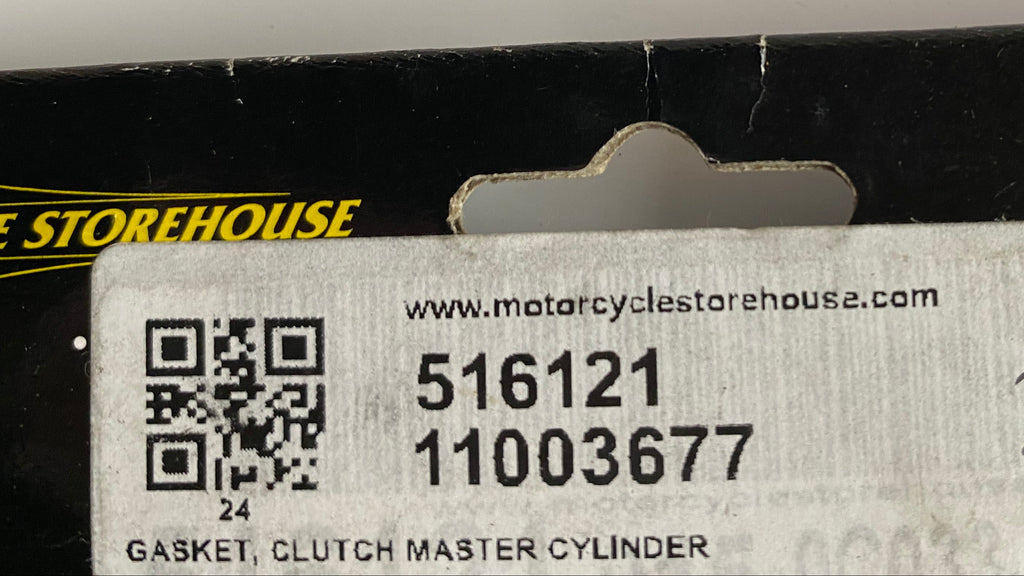 E STOREHOUSE
www.motorcyclestorehouse.com
516121
11003677
24
GASKET, CLUTCH MASTER CYLINDER